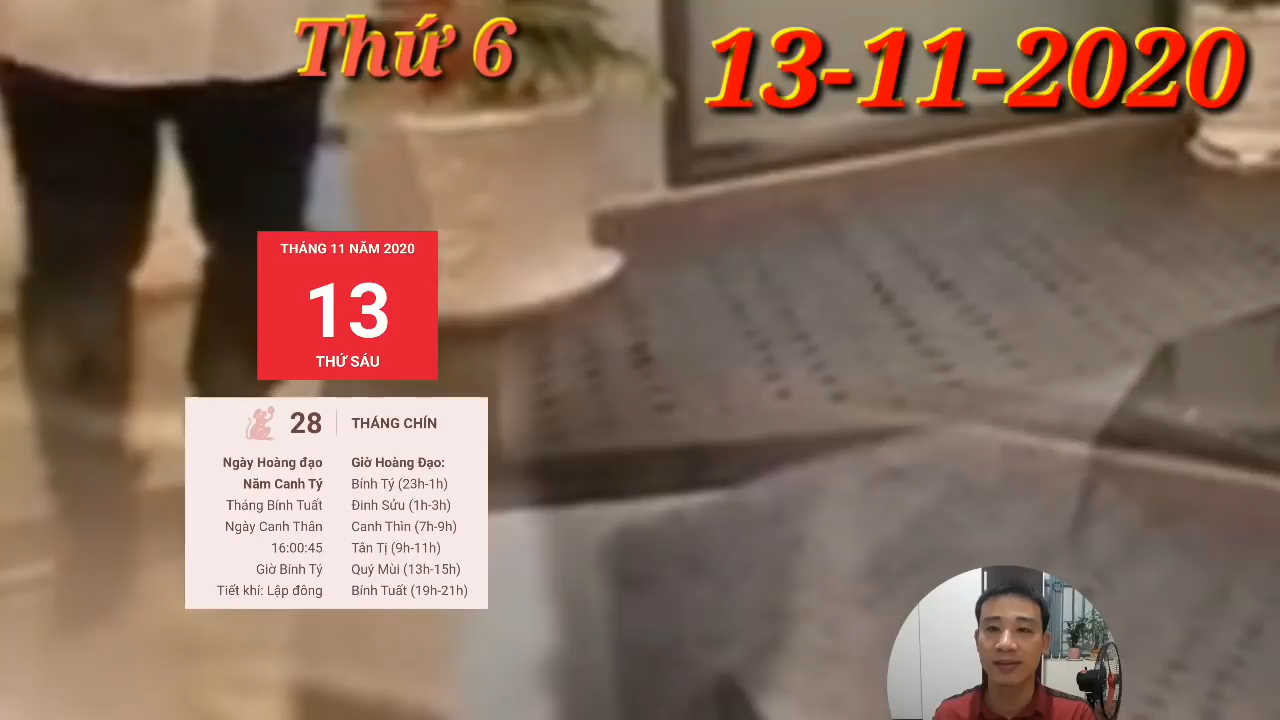 Thứ 6
13-11-2020
THÁNG 11 NĂM 2020
13
THỨ SÁU
28
THÁNG CHÍN
Ngày Hoàng đạo
Năm Canh Tý
Tháng Bính Tuất
Ngày Canh Thân
16:00:45
Giờ Bính Tý
Tiết khí: Lập đông
Giờ Hoàng Đạo:
Bính Tý (23h-1h)
Đinh Sửu (1h-3h)
Canh Thìn (7h-9h)
Tân Tị (9h-11h)
Quý Mùi (13h-15h)
Bính Tuất (19h-21h)